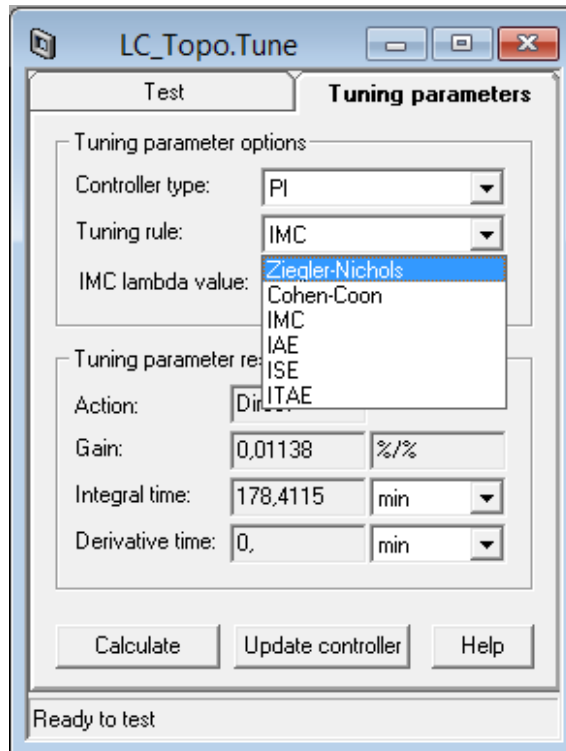 LC_Topo.Tune
Test Tuning parameters
Tuning parameter options
Controller type: PI
Tuning rule: IMC
IMC lambda value: Ziegler-Nichols
Cohen-Coon
IMC
IAE
ISE
ITAE
Tuning parameter re
Action:
Gain: 0,01138 %/%
Integral time: 178,4115 min
Derivative time: 0, min
Calculate Update controller Help
Ready to test